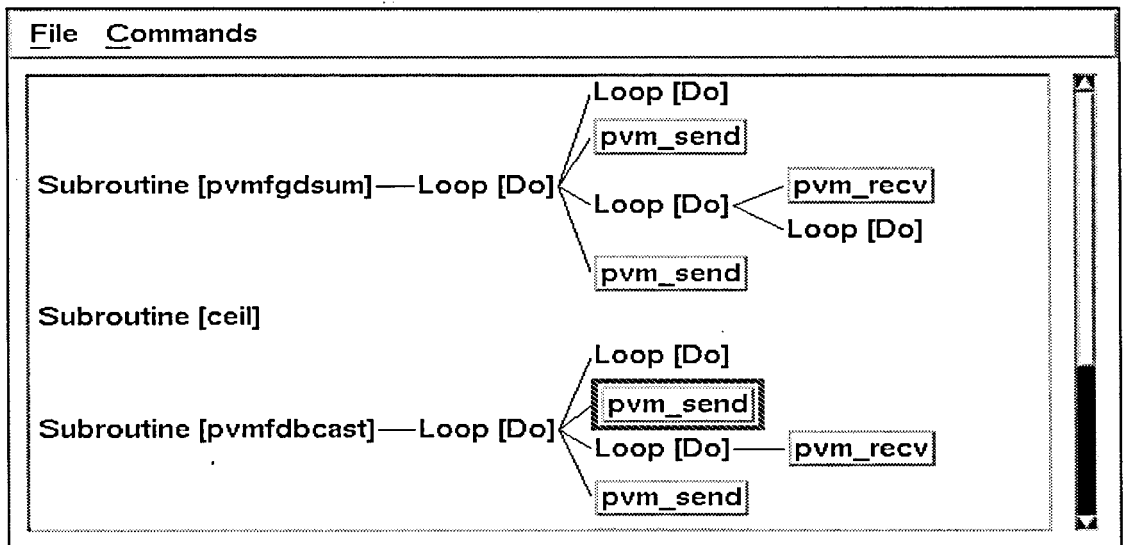 File Commands
Loop [Do]
pvm_send
Subroutine [pvmfgdsum] Loop [Do] Loop [Do] pvm_recv
Loop [Do]
pvm_send
Subroutine [ceil]
Loop [Do]
pvm_send
Subroutine [pvmfdbcast] Loop [Do] Loop [Do] pvm_recv
pvm_send